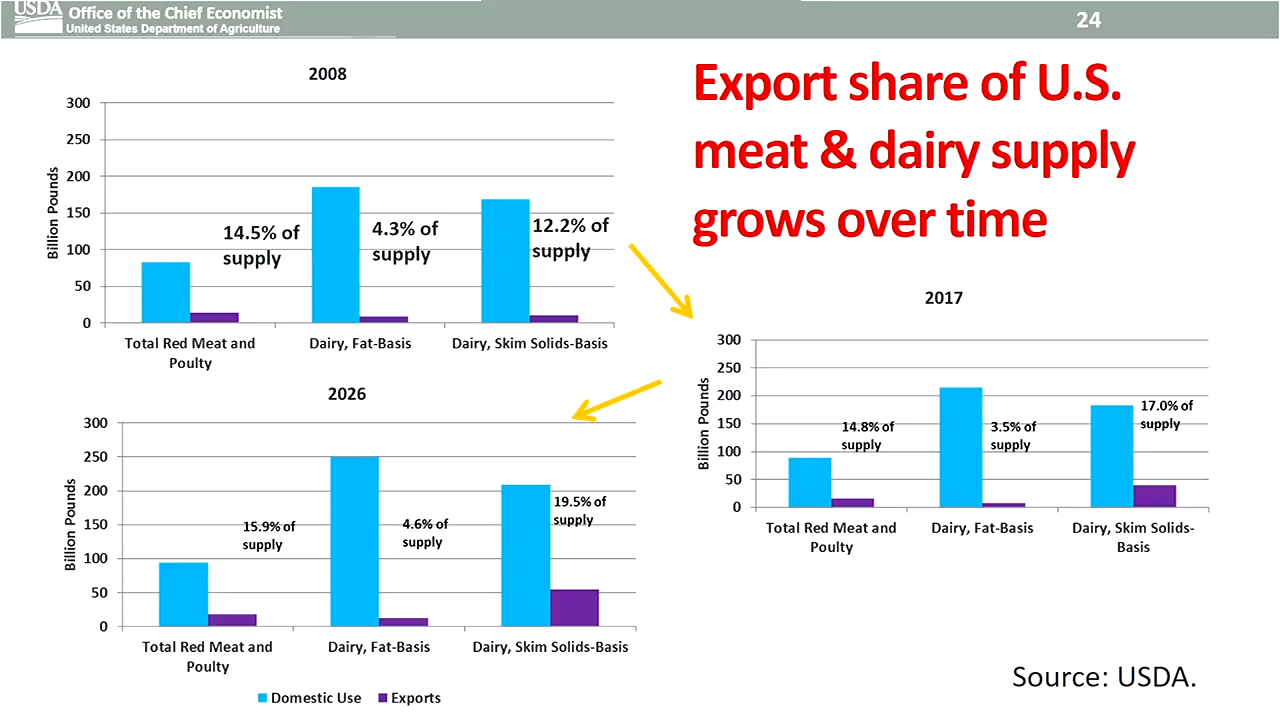 USDA
Office of the Chief Economist
United States Department of Agriculture
24
Export share of U.S.
meat & dairy supply
grows over time
2008
300
250
200
150
100
50
0
Billion Pounds
14.5% of
supply
4.3% of
supply
12.2% of
supply
Total Red Meat and
Poulty
Dairy, Fat-Basis
Dairy, Skim Solids-Basis
2017
300
250
200
150
100
50
0
Billion Pounds
14.8% of
supply
3.5% of
supply
17.0% of
supply
Total Red Meat and
Poulty
Dairy, Fat-Basis
Dairy, Skim Solids-
Basis
2026
300
250
200
150
100
50
0
Billion Pounds
15.9% of
supply
4.6% of
supply
19.5% of
supply
Total Red Meat and
Poulty
Dairy, Fat-Basis
Dairy, Skim Solids-Basis
Domestic Use
Exports
Source: USDA.